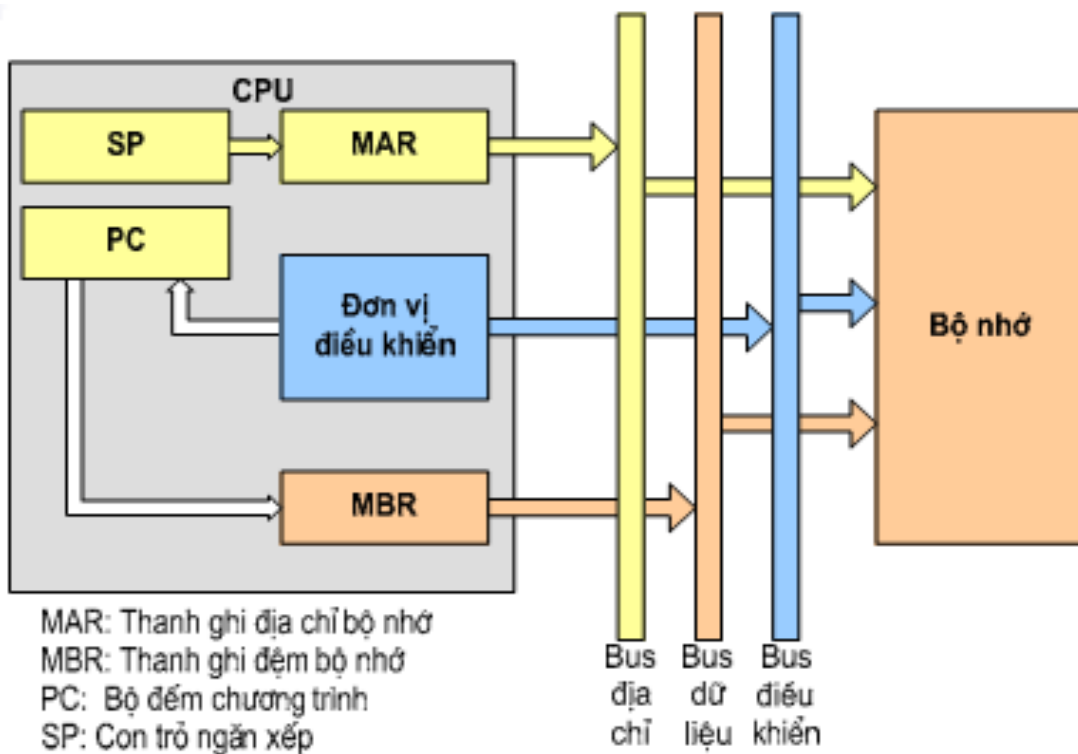 CPU
SP
MAR
PC
Đơn vị
điều khiển
Bộ nhớ
MBR
MAR: Thanh ghi địa chỉ bộ nhớ
MBR: Thanh ghi đệm bộ nhớ
PC: Bộ đếm chương trình
SP: Con trỏ ngăn xếp
Bus
địa
chỉ
Bus
dữ
liệu
Bus
điều
khiển